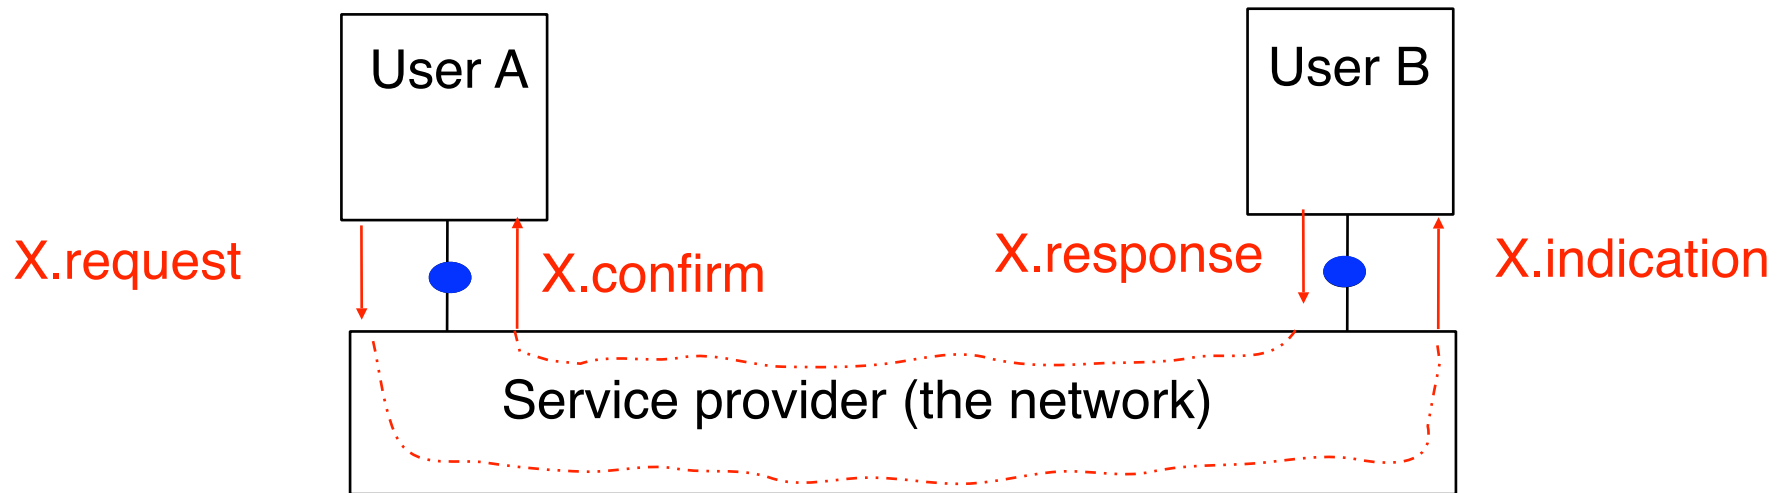 User A
User B
X.request
X.confirm
X.response
X.indication
Service provider (the network)